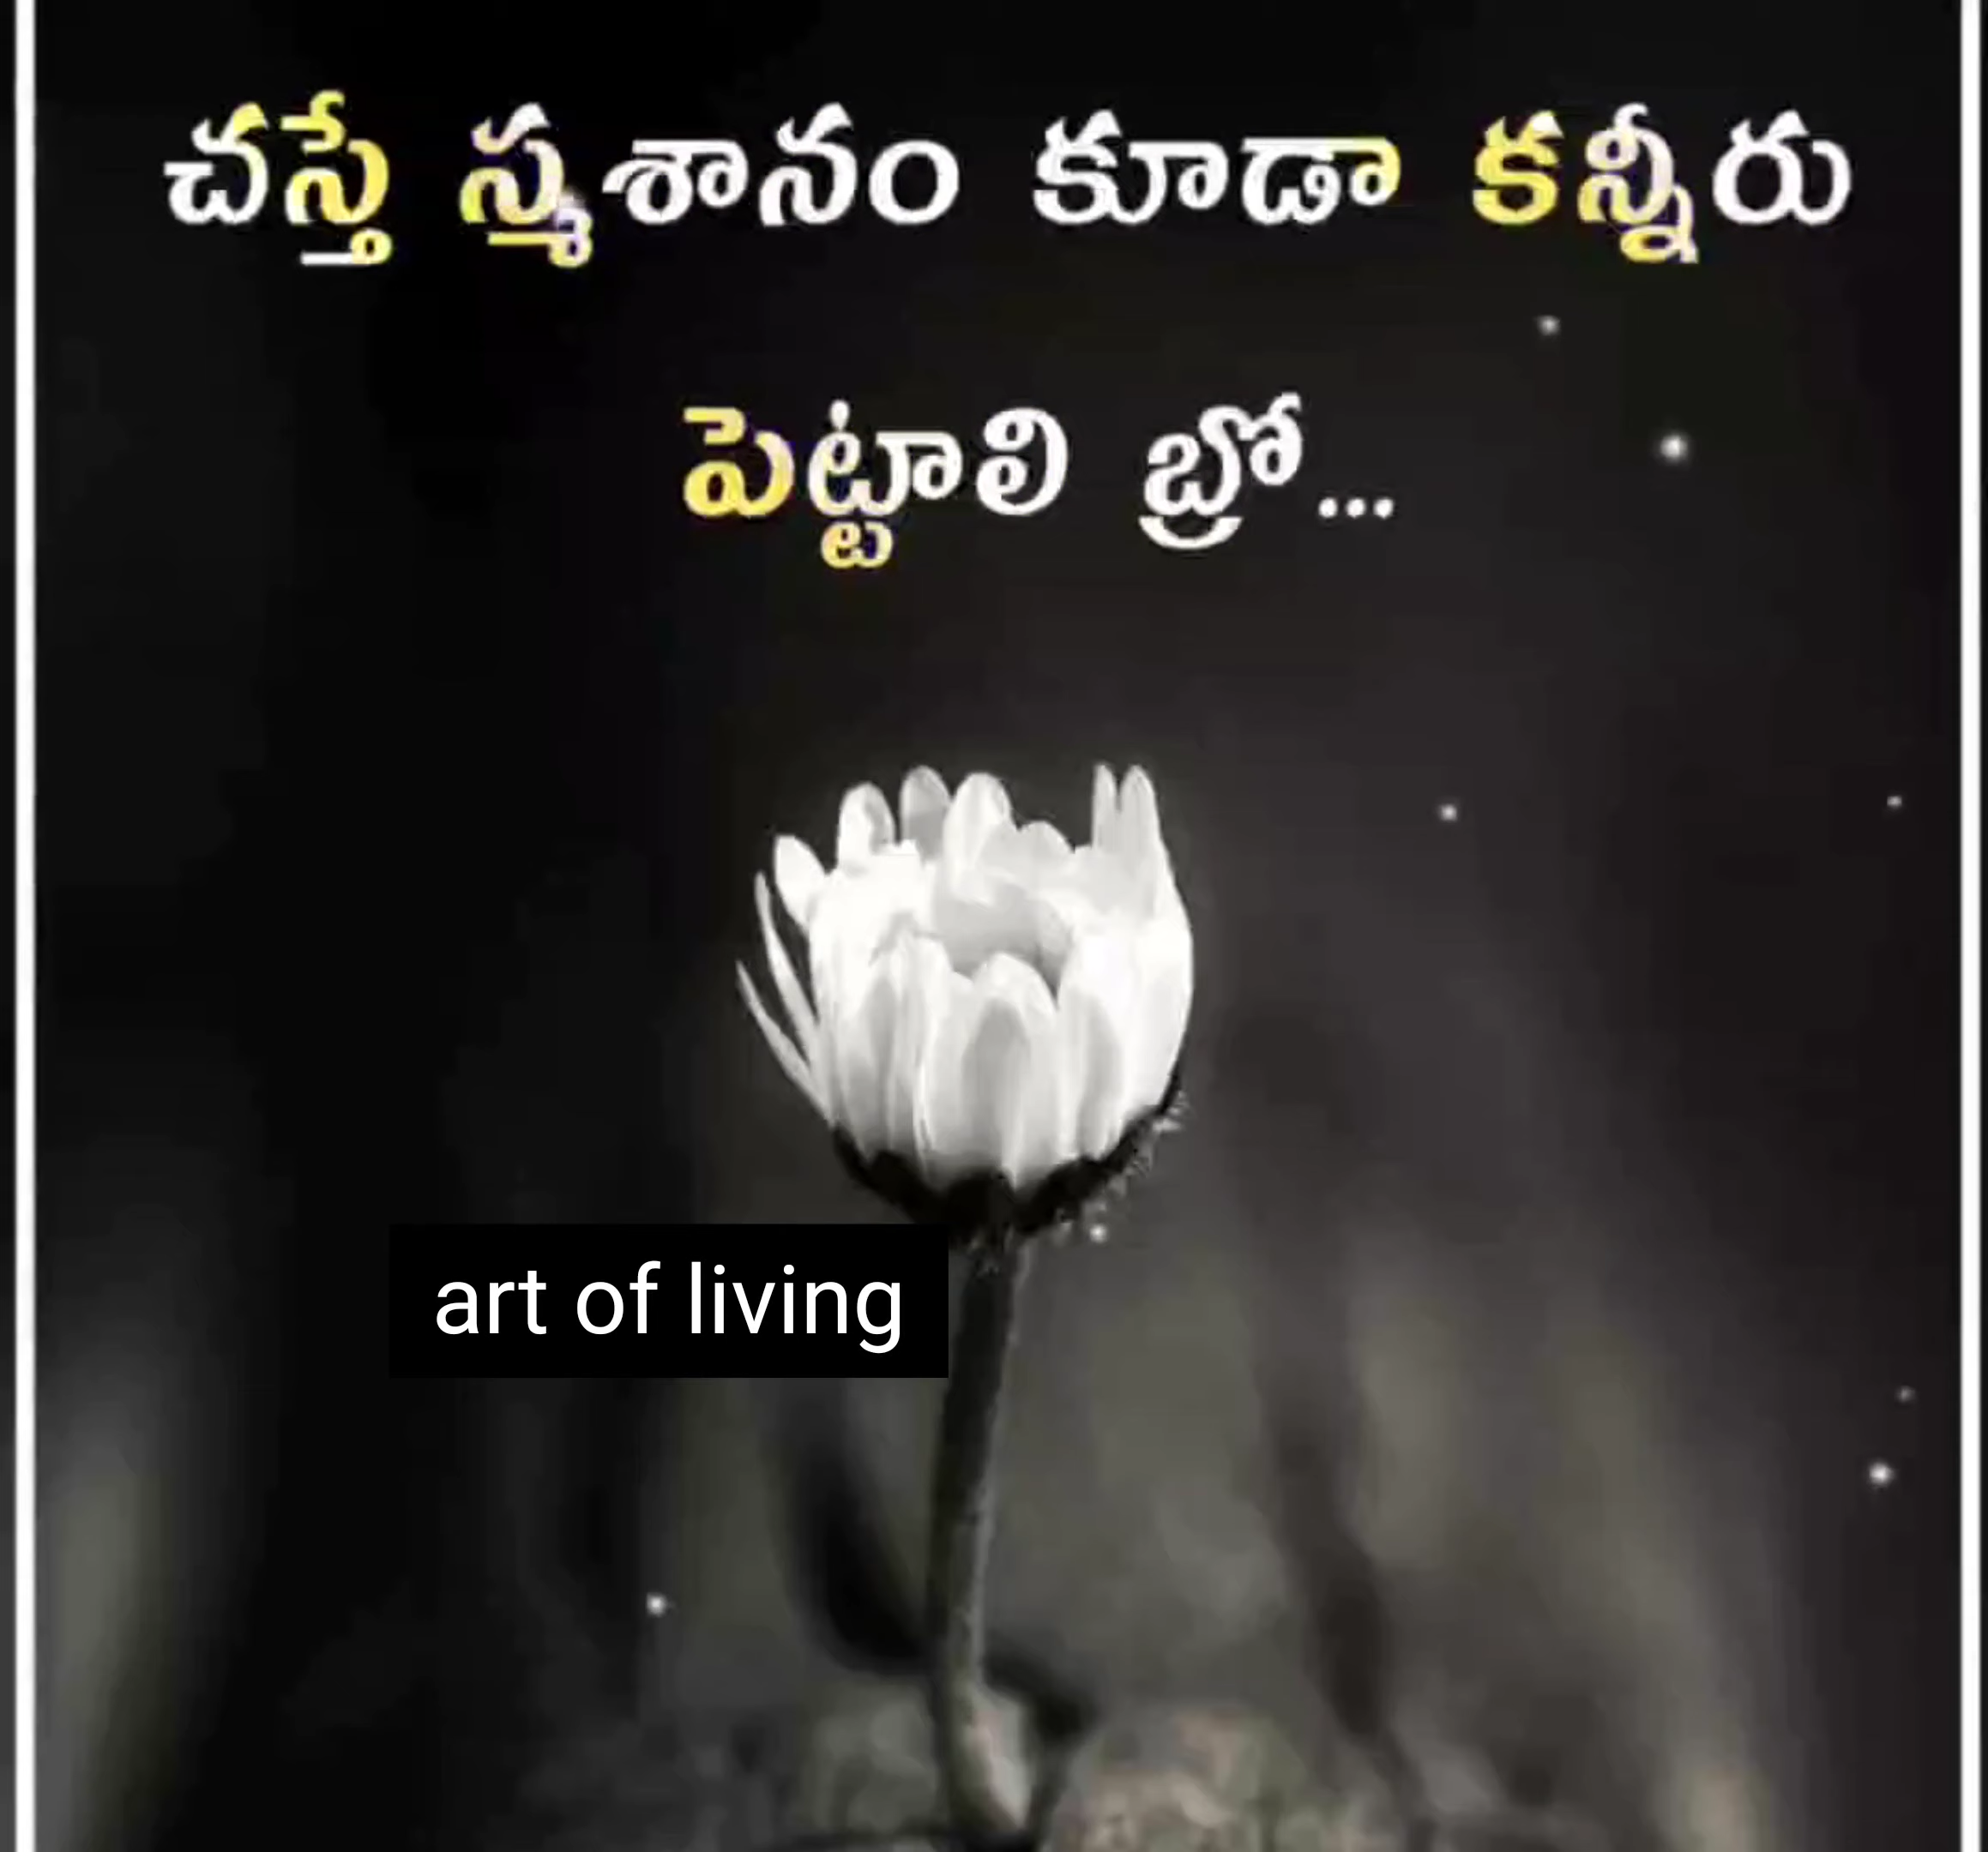 చస్తే స్మశానం కూడా కన్నీరు
పెట్టాలి బ్రో...
art of living